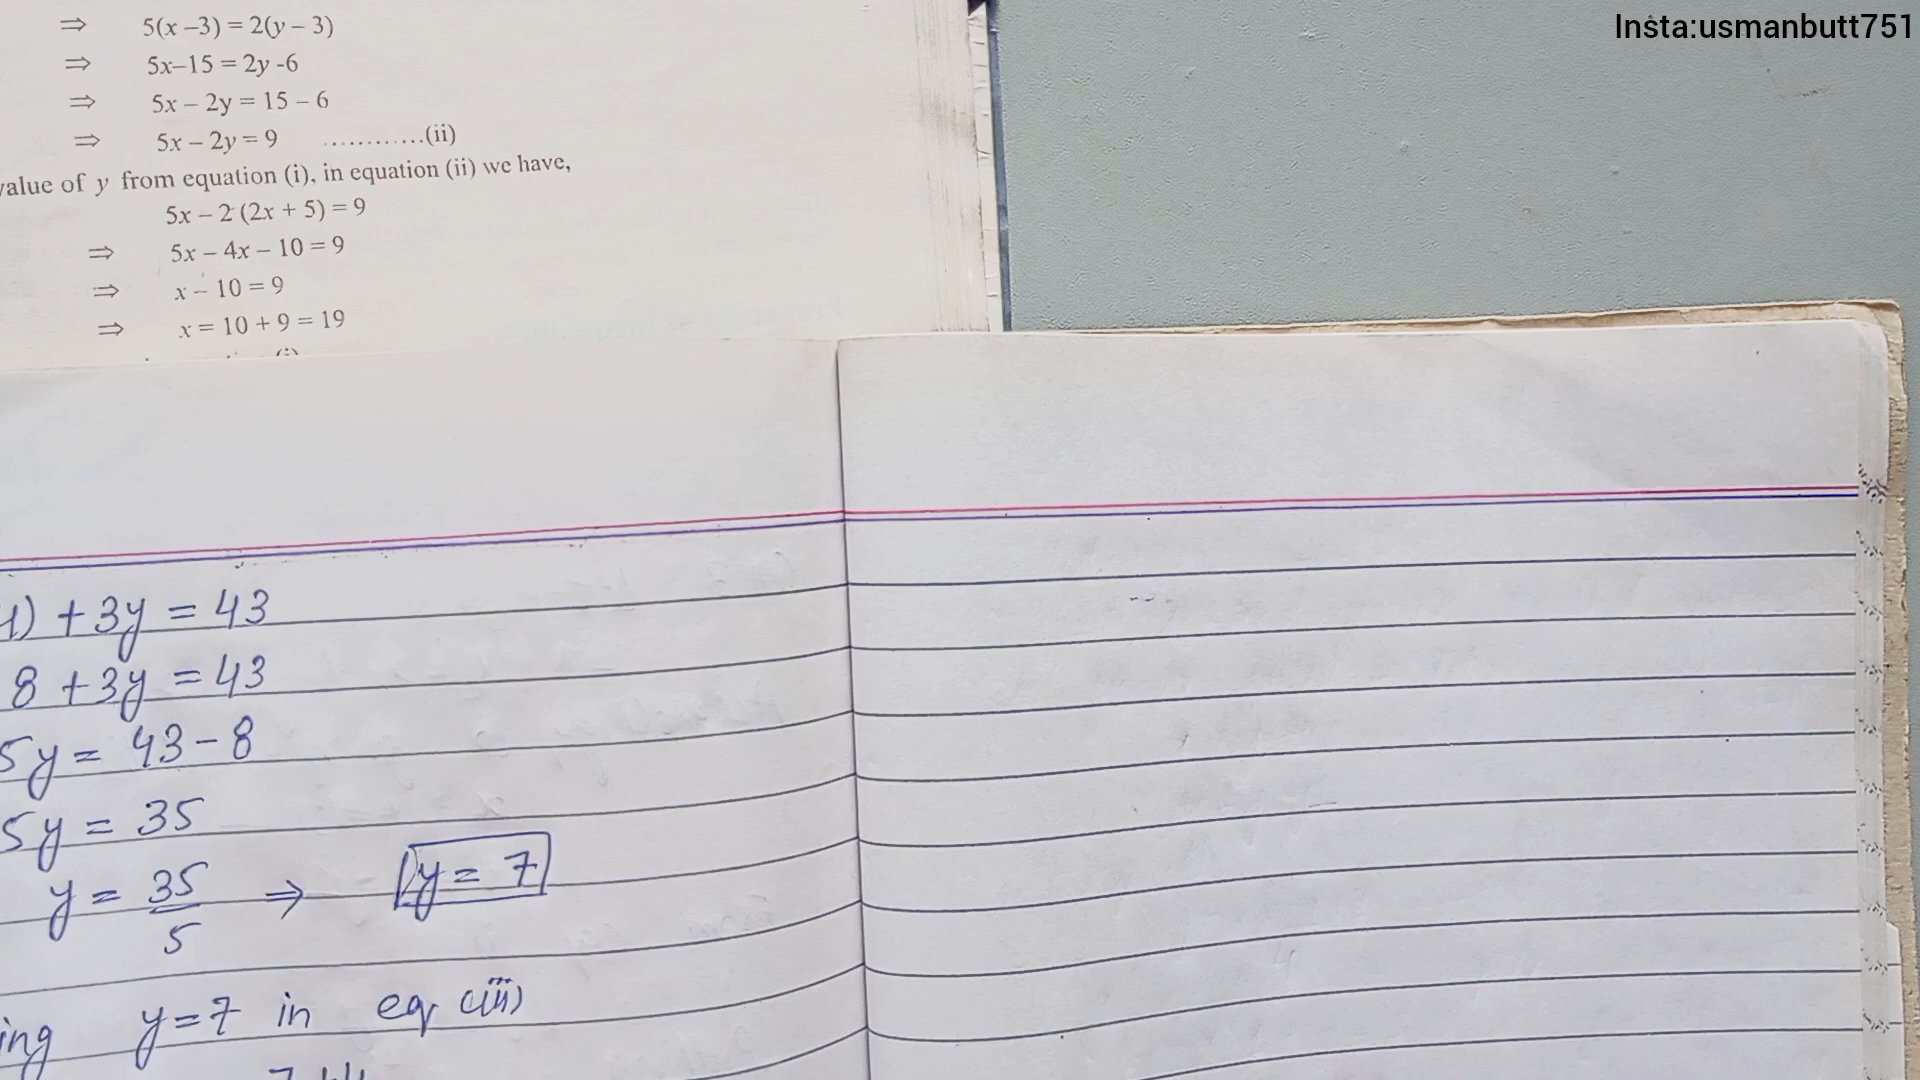 Insta:usmanbutt751
⇒ 5(x –3) = 2(y – 3)
⇒ 5x–15 = 2y -6
⇒ 5x – 2y = 15 – 6
⇒ 5x – 2y = 9 ............(ii)
value of y from equation (i), in equation (ii) we have,
5x – 2 (2x + 5) = 9
⇒ 5x – 4x – 10 = 9
⇒ x – 10 = 9
⇒ x = 10 + 9 = 19
) + 3y = 43
8 + 3y = 43
5y = 43 - 8
5y = 35
y = 35/5 ⇒ y = 7
ing y = 7 in eq (iii)